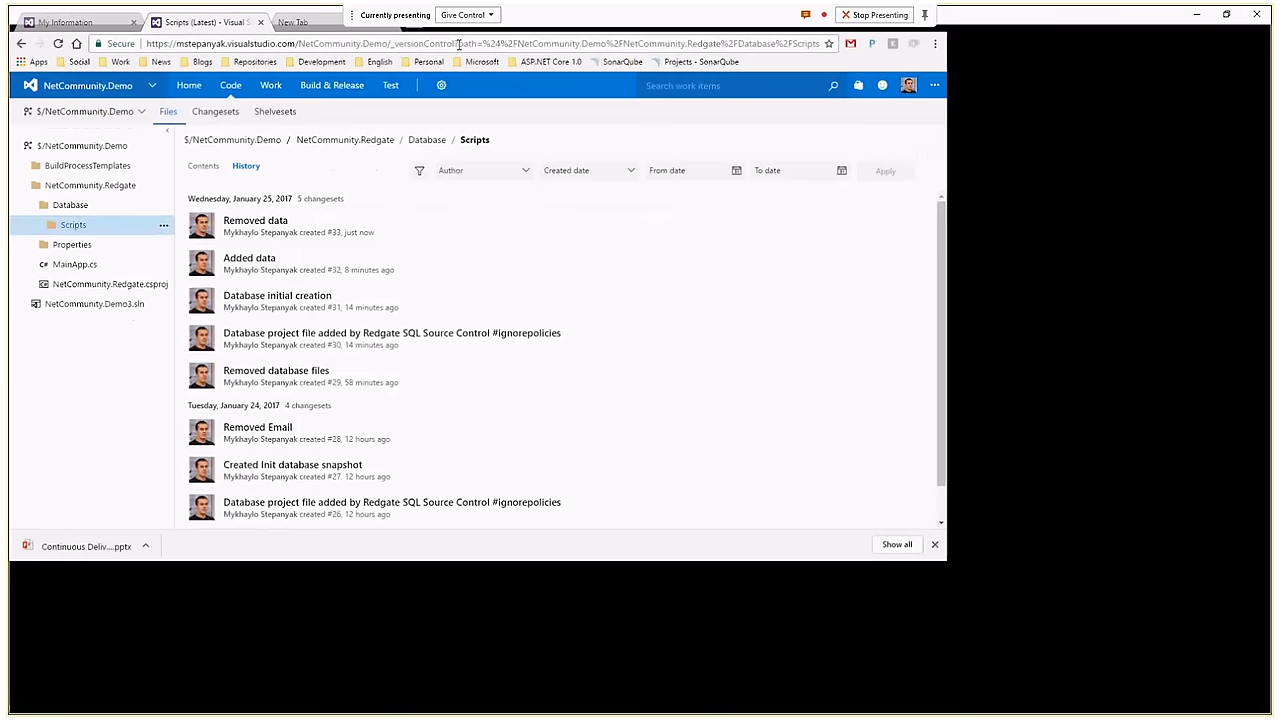 Currently presenting
Give Control
Stop Presenting
My Information
Scripts (Latest) - Visual S
New Tab
Secure
https://mstepanyak.visualstudio.com/NetCommunity.Demo/_versionControl?path=%24%2FNetCommunity.Demo%2FNetCommunity.Redgate%2FDatabase%2FScripts
Apps
Social
Work
News
Blogs
Repositories
Development
English
Personal
Microsoft
ASP.NET Core 1.0
SonarQube
Projects - SonarQube
NetCommunity.Demo
Home
Code
Work
Build & Release
Test
Search work items
$/NetCommunity.Demo
Files
Changesets
Shelvesets
$/NetCommunity.Demo
BuildProcessTemplates
NetCommunity.Redgate
Database
Scripts
Properties
MainApp.cs
NetCommunity.Redgate.csproj
NetCommunity.Demo3.sln
$/NetCommunity.Demo / NetCommunity.Redgate / Database / Scripts
Contents
History
Author
Created date
From date
To date
Apply
Wednesday, January 25, 2017 5 changesets
Removed data
Mykhaylo Stepanyak created #33, just now
Added data
Mykhaylo Stepanyak created #32, 8 minutes ago
Database initial creation
Mykhaylo Stepanyak created #31, 14 minutes ago
Database project file added by Redgate SQL Source Control #ignorepolicies
Mykhaylo Stepanyak created #30, 14 minutes ago
Removed database files
Mykhaylo Stepanyak created #29, 58 minutes ago
Tuesday, January 24, 2017 4 changesets
Removed Email
Mykhaylo Stepanyak created #28, 12 hours ago
Created Init database snapshot
Mykhaylo Stepanyak created #27, 12 hours ago
Database project file added by Redgate SQL Source Control #ignorepolicies
Mykhaylo Stepanyak created #26, 12 hours ago
Continuous Deliv....pptx
Show all